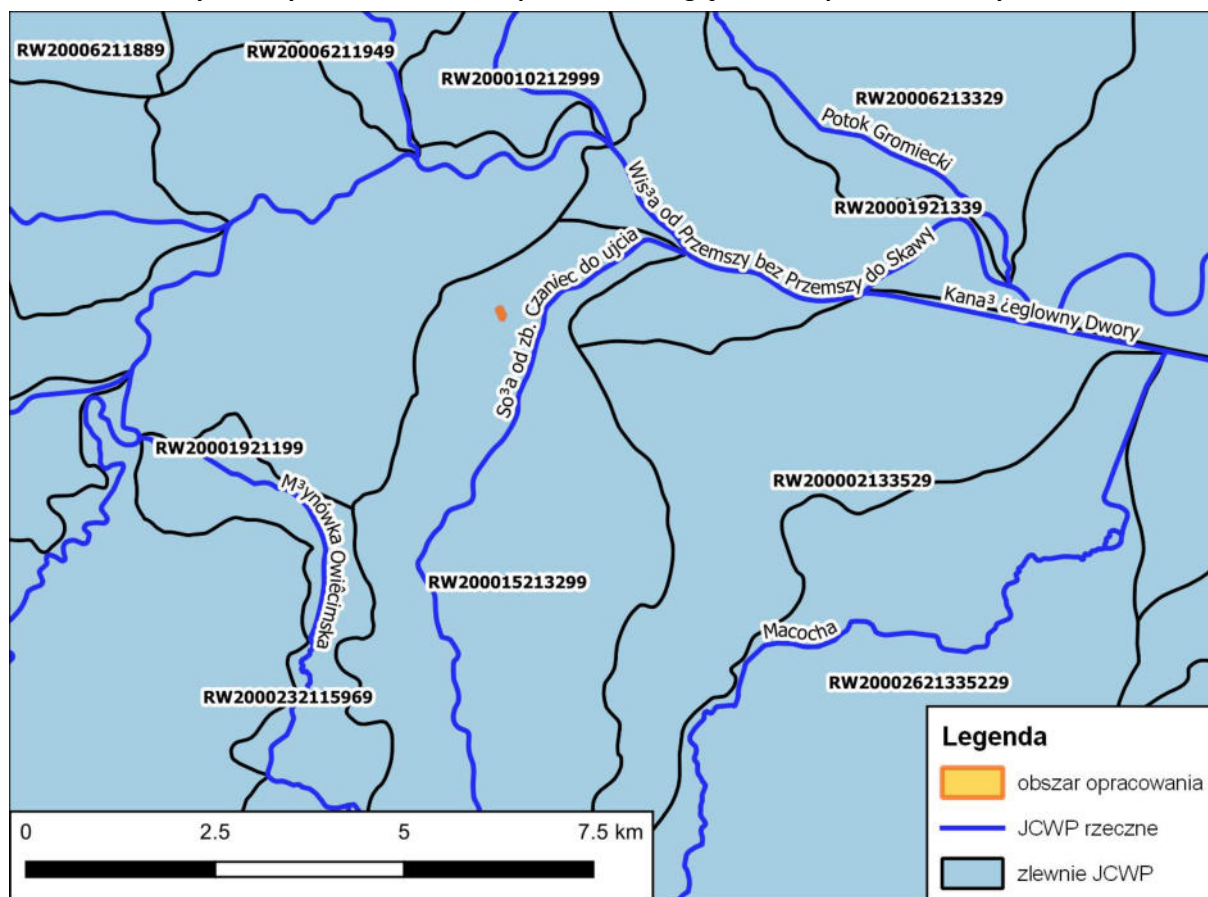 RW20006211889
RW20006211949
RW200010212999
RW20006213329
Potok Gromiecki
RW20001921339
Wis³a od Przemszy bez Przemszy do Skawy
So³a od zb. Czaniec do ujcia
Kana³ ¿eglowny Dwory
RW20001921199
M³ynówka Owiêcimska
RW200002133529
RW200015213299
Macocha
RW20002621335229
RW2000232115969
Legenda
obszar opracowania
JCWP rzeczne
zlewnie JCWP
0 2.5 5 7.5 km